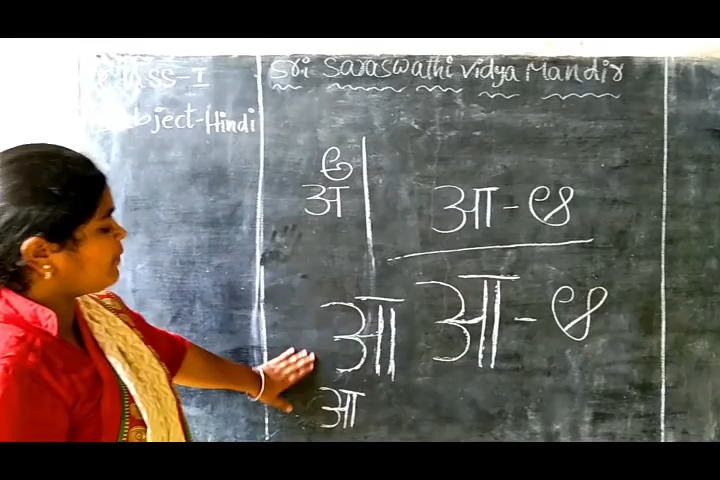 Class-I
Sri Saraswathi Vidya Mandir
Subject-Hindi
అ
अ
आ-ఆ
आ आ-ఆ
आ